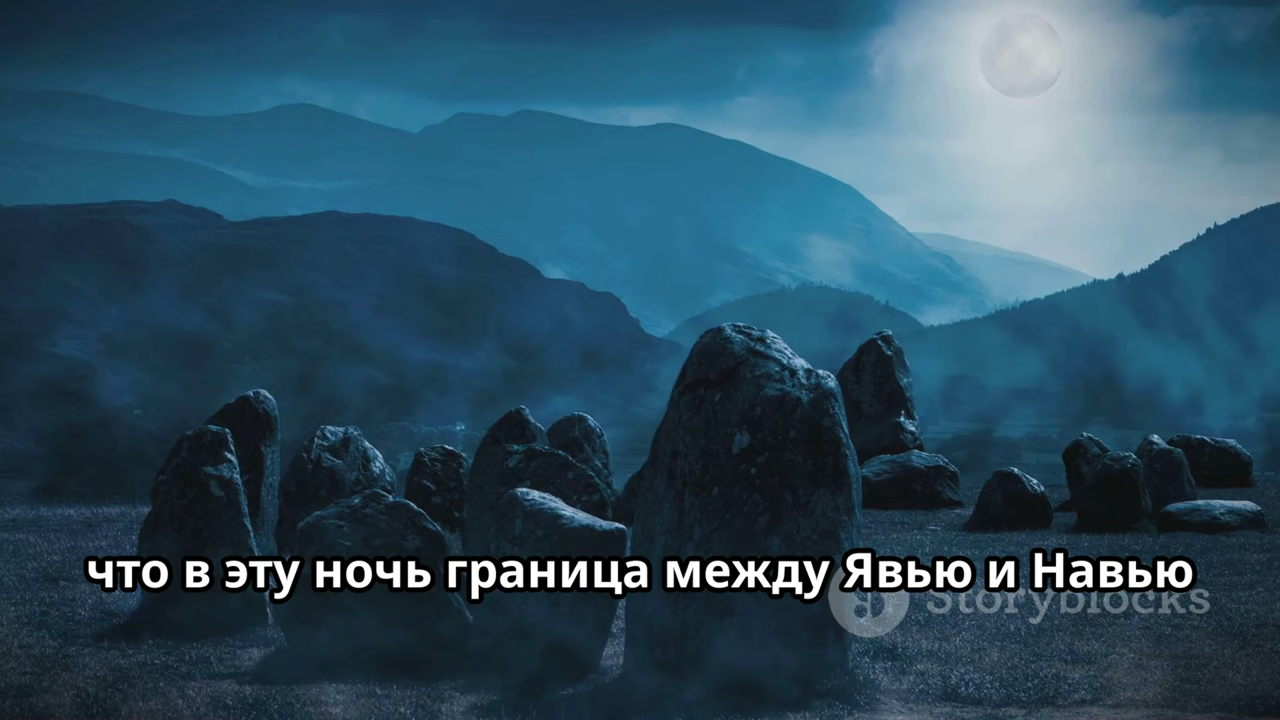 что в эту ночь граница между Явью и Навью
Storyblocks